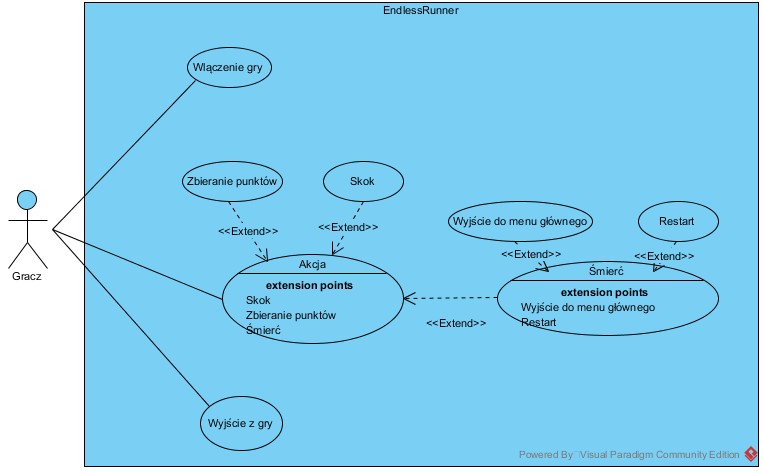 EndlessRunner
Włączenie gry
Zbieranie punktów
Skok
<<Extend>>
<<Extend>>
Wyjście do menu głównego
Restart
<<Extend>>
<<Extend>>
Gracz
Akcja
extension points
Skok
Zbieranie punktów
Śmierć
Śmierć
extension points
Wyjście do menu głównego
Restart
<<Extend>>
Wyjście z gry
Powered By Visual Paradigm Community Edition